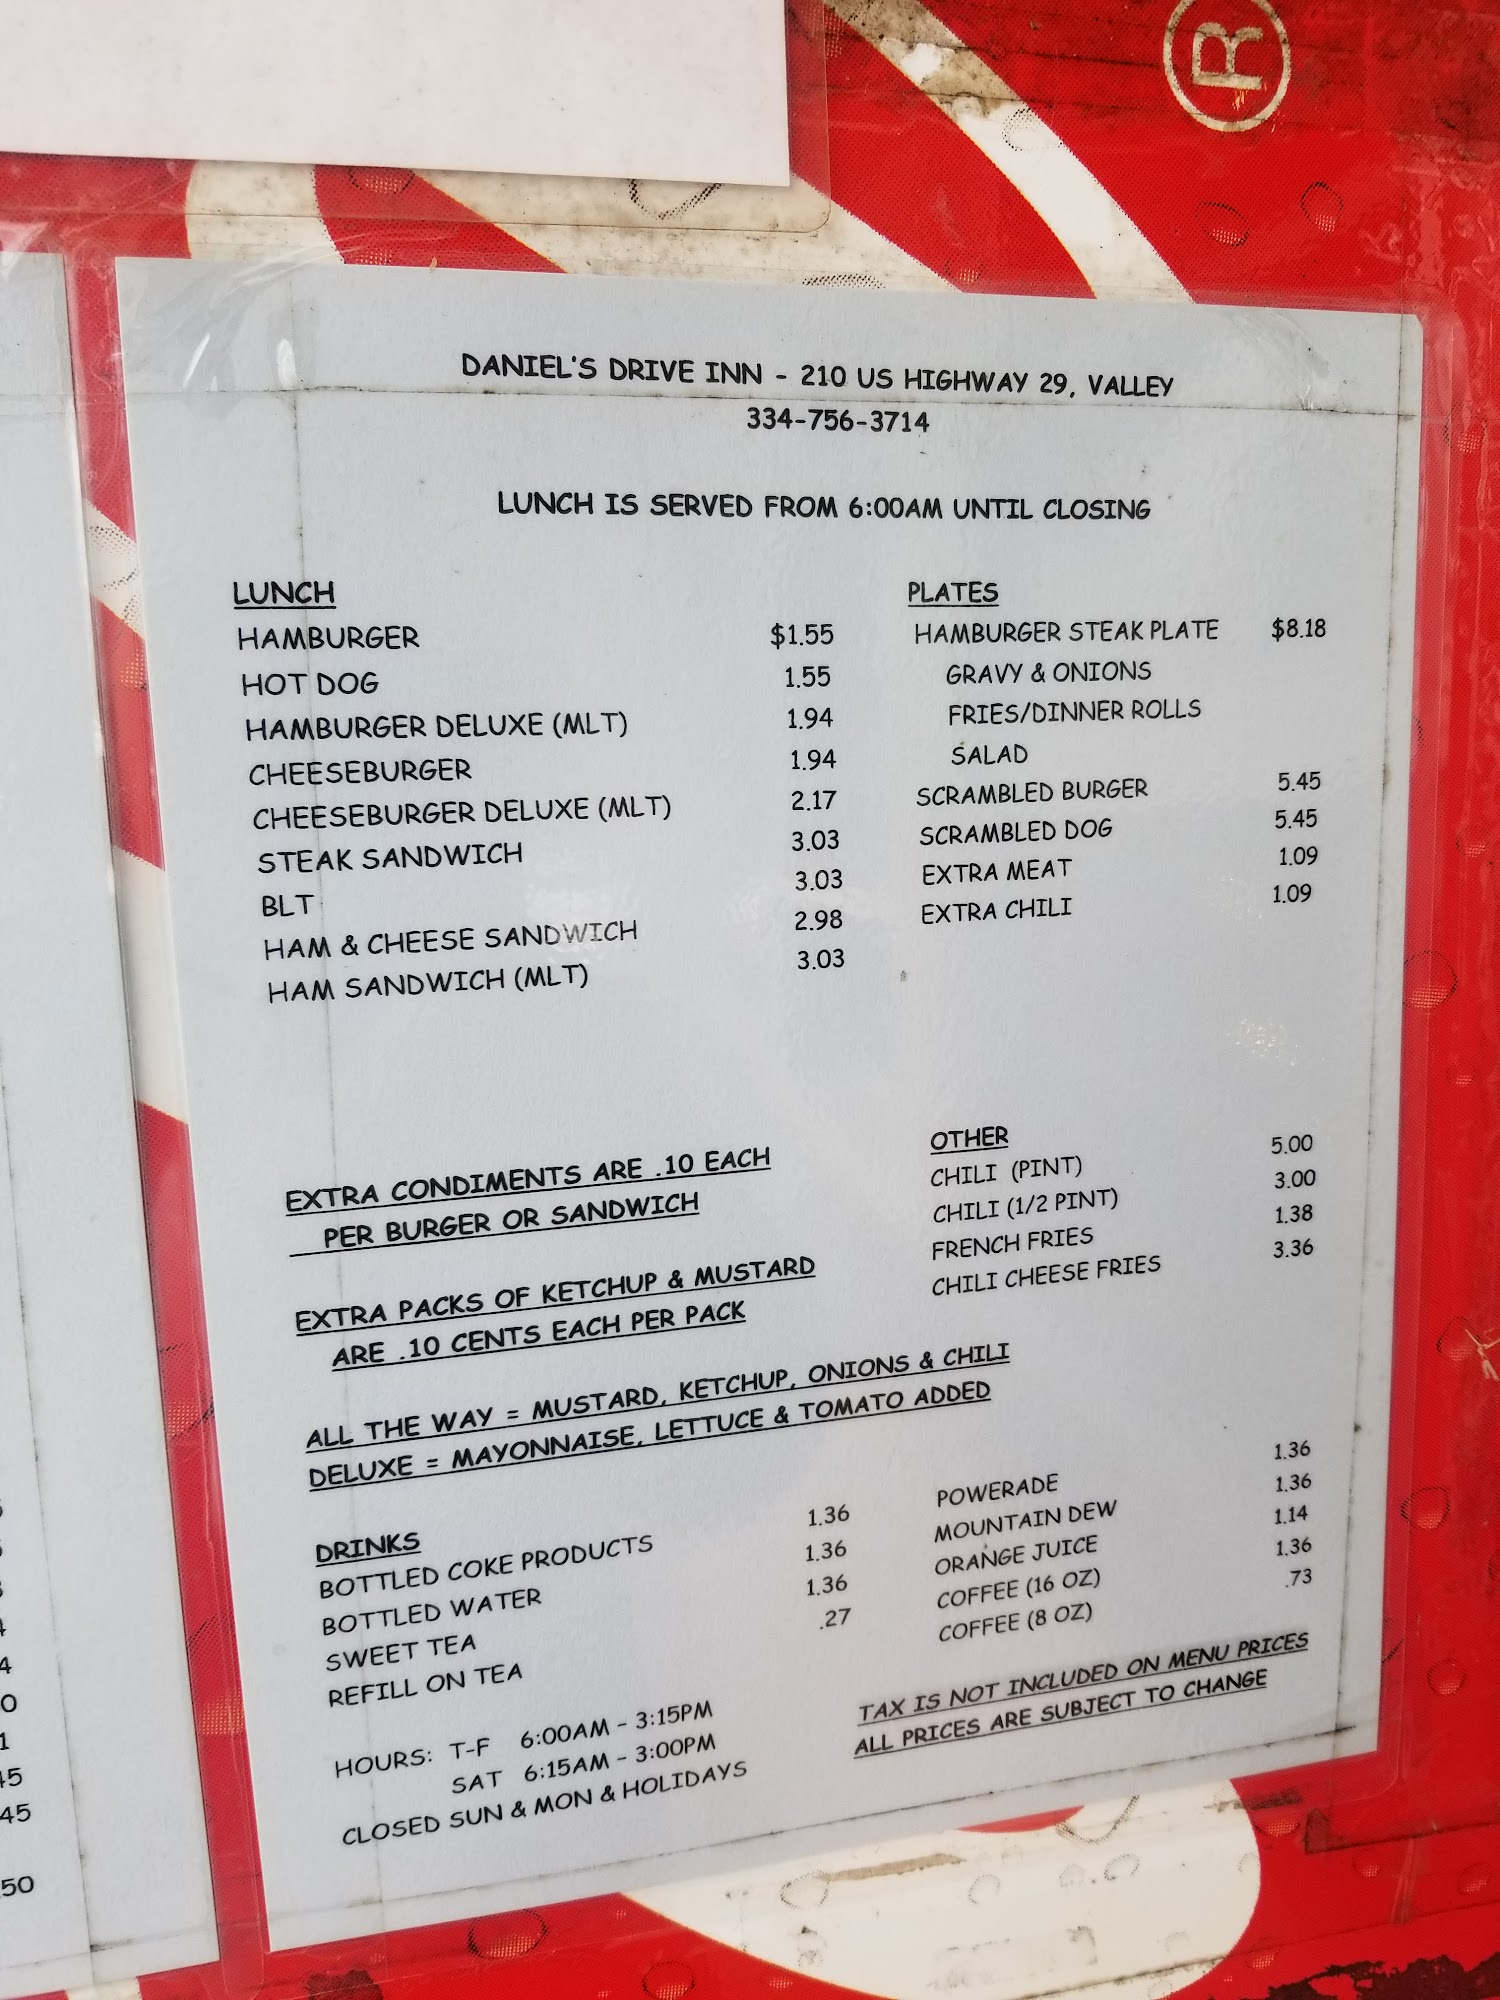 ®
DANIEL'S DRIVE INN - 210 US HIGHWAY 29, VALLEY
334-756-3714
LUNCH IS SERVED FROM 6:00AM UNTIL CLOSING
LUNCH
HAMBURGER $1.55
HOT DOG 1.55
HAMBURGER DELUXE (MLT) 1.94
CHEESEBURGER 1.94
CHEESEBURGER DELUXE (MLT) 2.17
STEAK SANDWICH 3.03
BLT 3.03
HAM & CHEESE SANDWICH 2.98
HAM SANDWICH (MLT) 3.03
PLATES
HAMBURGER STEAK PLATE $8.18
GRAVY & ONIONS
FRIES/DINNER ROLLS
SALAD
SCRAMBLED BURGER 5.45
SCRAMBLED DOG 5.45
EXTRA MEAT 1.09
EXTRA CHILI 1.09
EXTRA CONDIMENTS ARE .10 EACH
PER BURGER OR SANDWICH
EXTRA PACKS OF KETCHUP & MUSTARD
ARE .10 CENTS EACH PER PACK
OTHER
CHILI (PINT) 5.00
CHILI (1/2 PINT) 3.00
FRENCH FRIES 1.38
CHILI CHEESE FRIES 3.36
ALL THE WAY = MUSTARD, KETCHUP, ONIONS & CHILI
DELUXE = MAYONNAISE, LETTUCE & TOMATO ADDED
DRINKS
BOTTLED COKE PRODUCTS 1.36
BOTTLED WATER 1.36
SWEET TEA 1.36
REFILL ON TEA .27
POWERADE 1.36
MOUNTAIN DEW 1.36
ORANGE JUICE 1.14
COFFEE (16 OZ) 1.36
COFFEE (8 OZ) .73
HOURS: T-F 6:00AM - 3:15PM
SAT 6:15AM - 3:00PM
CLOSED SUN & MON & HOLIDAYS
TAX IS NOT INCLUDED ON MENU PRICES
ALL PRICES ARE SUBJECT TO CHANGE